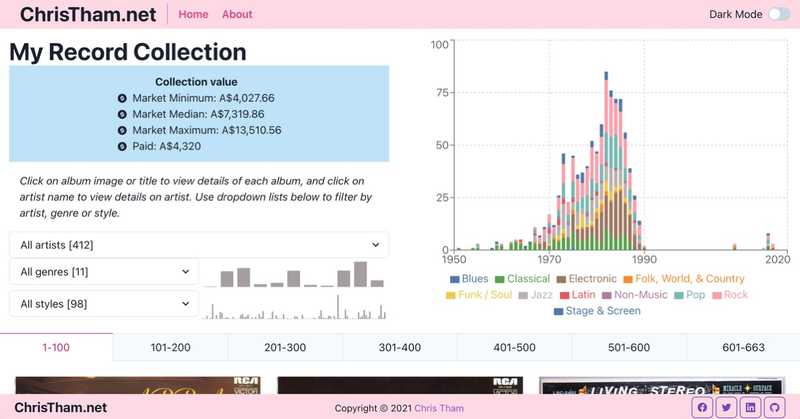 ChrisTham.net
Home
About
Dark Mode
My Record Collection
Collection value
Market Minimum: A$4,027.66
Market Median: A$7,319.86
Market Maximum: A$13,510.56
Paid: A$4,320
Click on album image or title to view details of each album, and click on
artist name to view details on artist. Use dropdown lists below to filter by
artist, genre or style.
All artists [412]
All genres [11]
All styles [98]
100
75
50
25
0
1950 1970 1990 2020
Blues Classical Electronic Folk, World, & Country
Funk / Soul Jazz Latin Non-Music Pop Rock
Stage & Screen
1-100 101-200 201-300 301-400 401-500 501-600 601-663
RCA
VICTOR
RCA
VICTOR
LIVING STEREO
MIRACLE SURFACE
ChrisTham.net
Copyright © 2021 Chris Tham